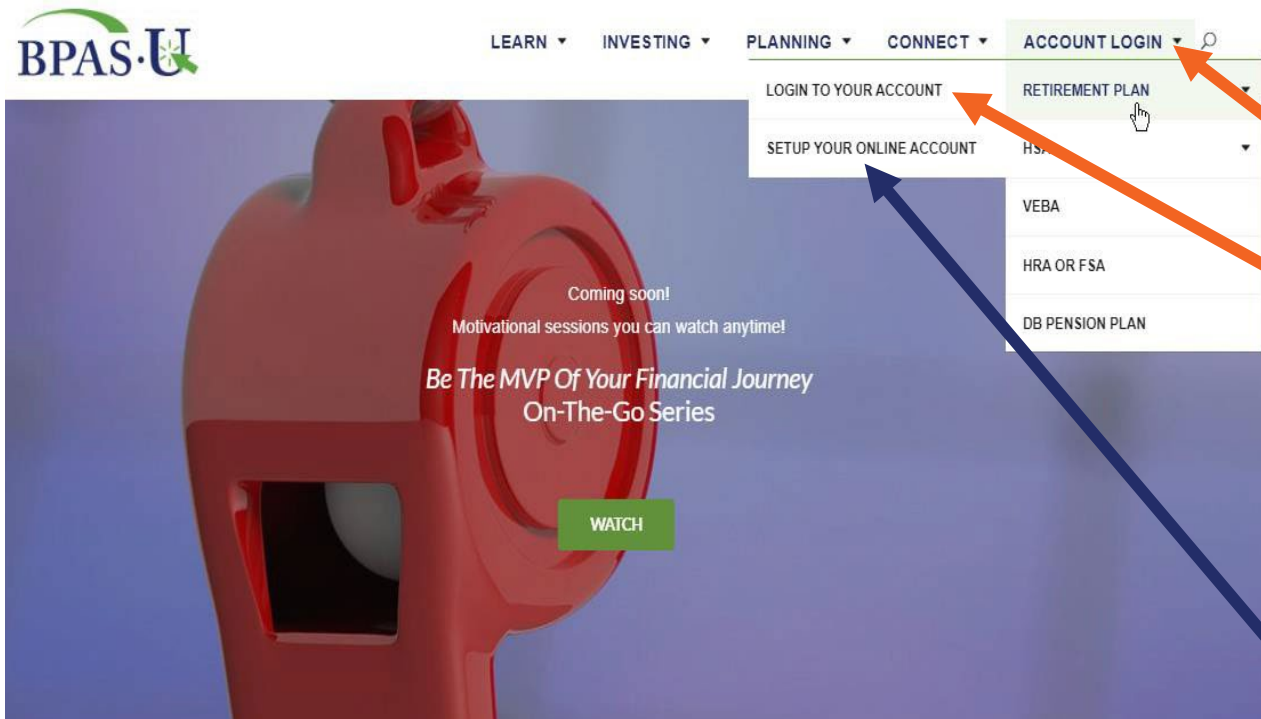 BPAS·U
LEARN INVESTING PLANNING CONNECT ACCOUNT LOGIN
LOGIN TO YOUR ACCOUNT RETIREMENT PLAN
SETUP YOUR ONLINE ACCOUNT
VEBA
HRA OR FSA
DB PENSION PLAN
Coming soon!
Motivational sessions you can watch anytime!
Be The MVP Of Your Financial Journey
On-The-Go Series
WATCH